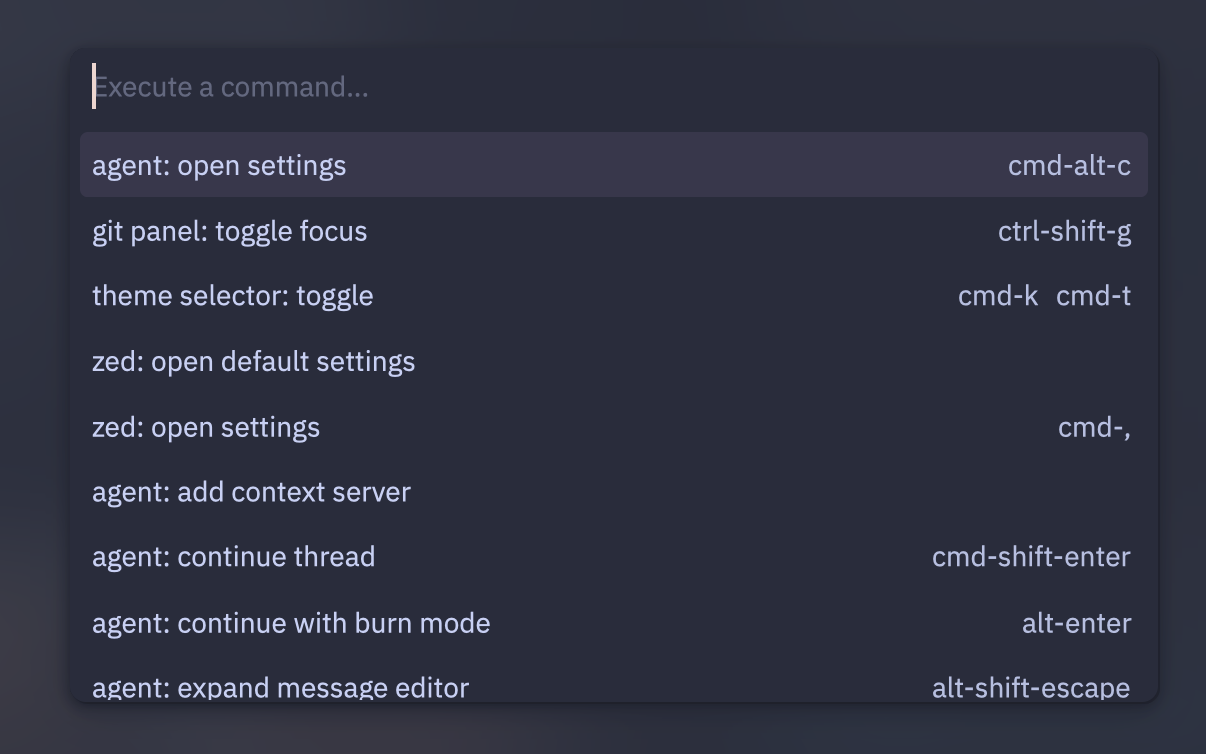 Execute a command...
agent: open settings cmd-alt-c
git panel: toggle focus ctrl-shift-g
theme selector: toggle cmd-k cmd-t
zed: open default settings
zed: open settings cmd-,
agent: add context server
agent: continue thread cmd-shift-enter
agent: continue with burn mode alt-enter
agent: expand message editor alt-shift-escape